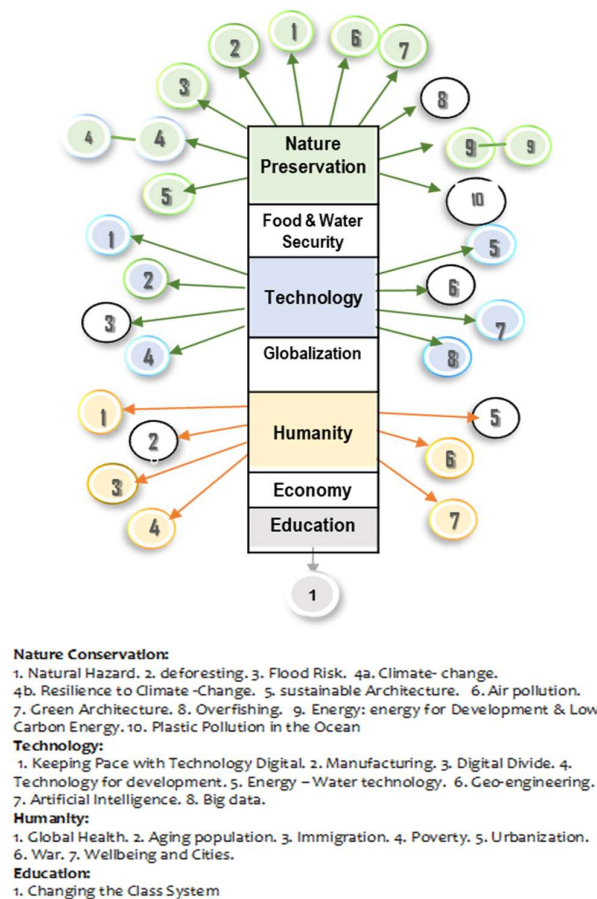 1
2
6
7
3
8
4
4
9
9
5
10
Nature
Preservation
Food & Water
Security
1
5
2
6
Technology
3
7
4
8
Globalization
1
5
2
Humanity
6
3
4
7
Economy
Education
1
Nature Conservation:
1. Natural Hazard. 2. deforesting. 3. Flood Risk. 4a. Climate- change.
4b. Resilience to Climate -Change. 5. sustainable Architecture. 6. Air pollution.
7. Green Architecture. 8. Overfishing. 9. Energy: energy for Development & Low
Carbon Energy. 10. Plastic Pollution in the Ocean
Technology:
1. Keeping Pace with Technology Digital. 2. Manufacturing. 3. Digital Divide. 4.
Technology for development. 5. Energy – Water technology. 6. Geo-engineering.
7. Artificial Intelligence. 8. Big data.
Humanity:
1. Global Health. 2. Aging population. 3. Immigration. 4. Poverty. 5. Urbanization.
6. War. 7. Wellbeing and Cities.
Education:
1. Changing the Class System